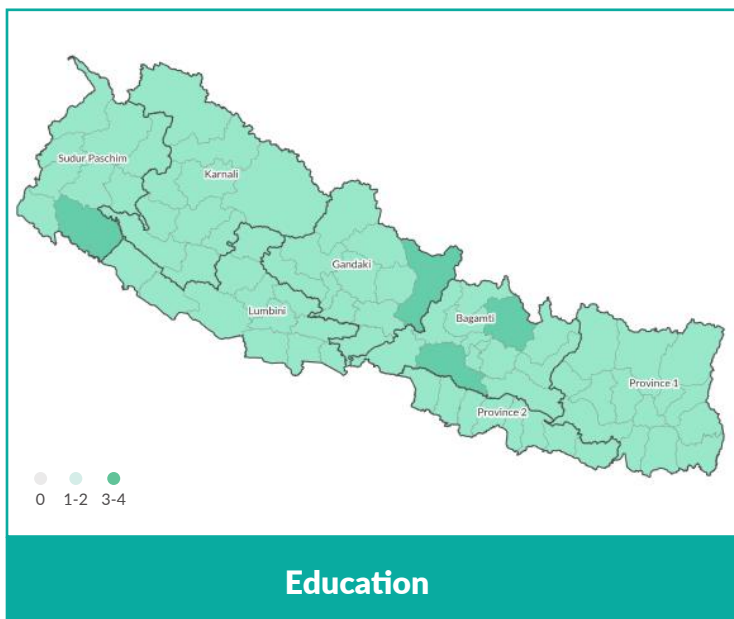 Sudur Paschim
Karnali
Gandaki
Lumbini
Bagamti
Province 1
Province 2
0 1-2 3-4
Education